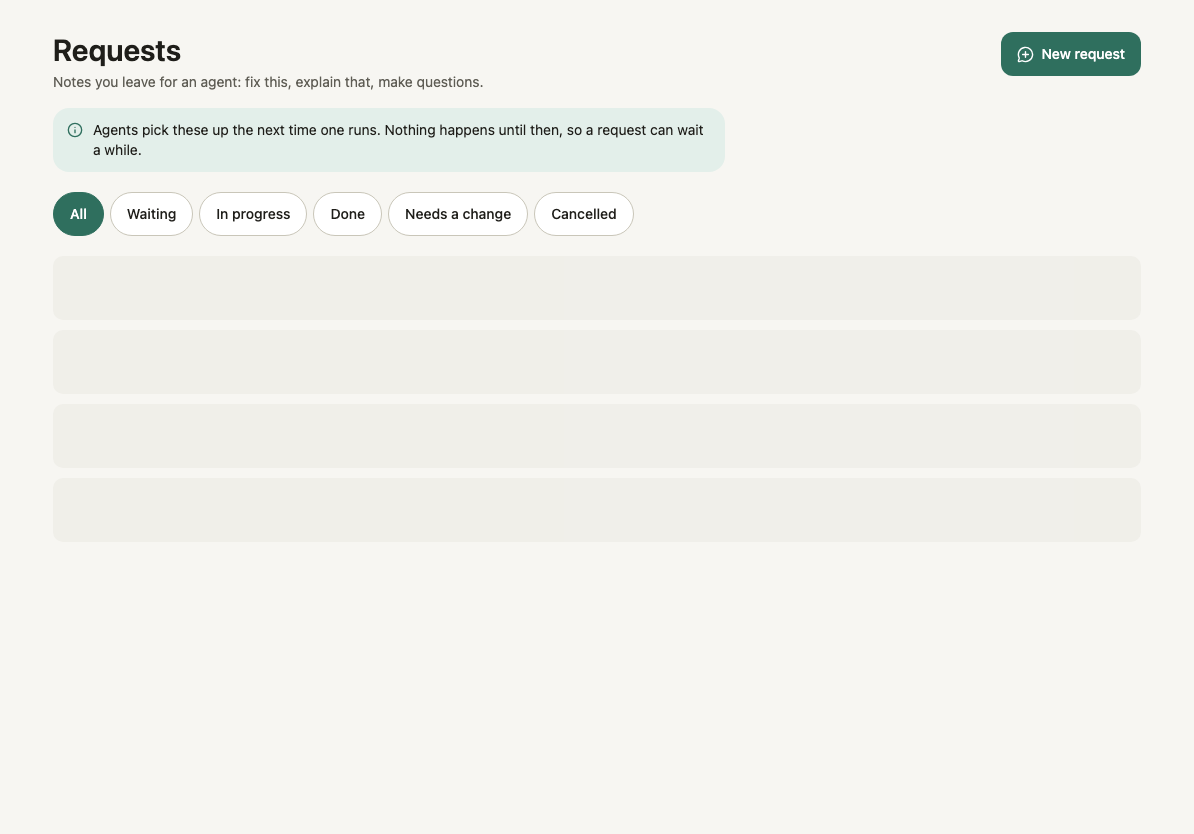 Requests
New request
Notes you leave for an agent: fix this, explain that, make questions.
Agents pick these up the next time one runs. Nothing happens until then, so a request can wait
a while.
All
Waiting
In progress
Done
Needs a change
Cancelled